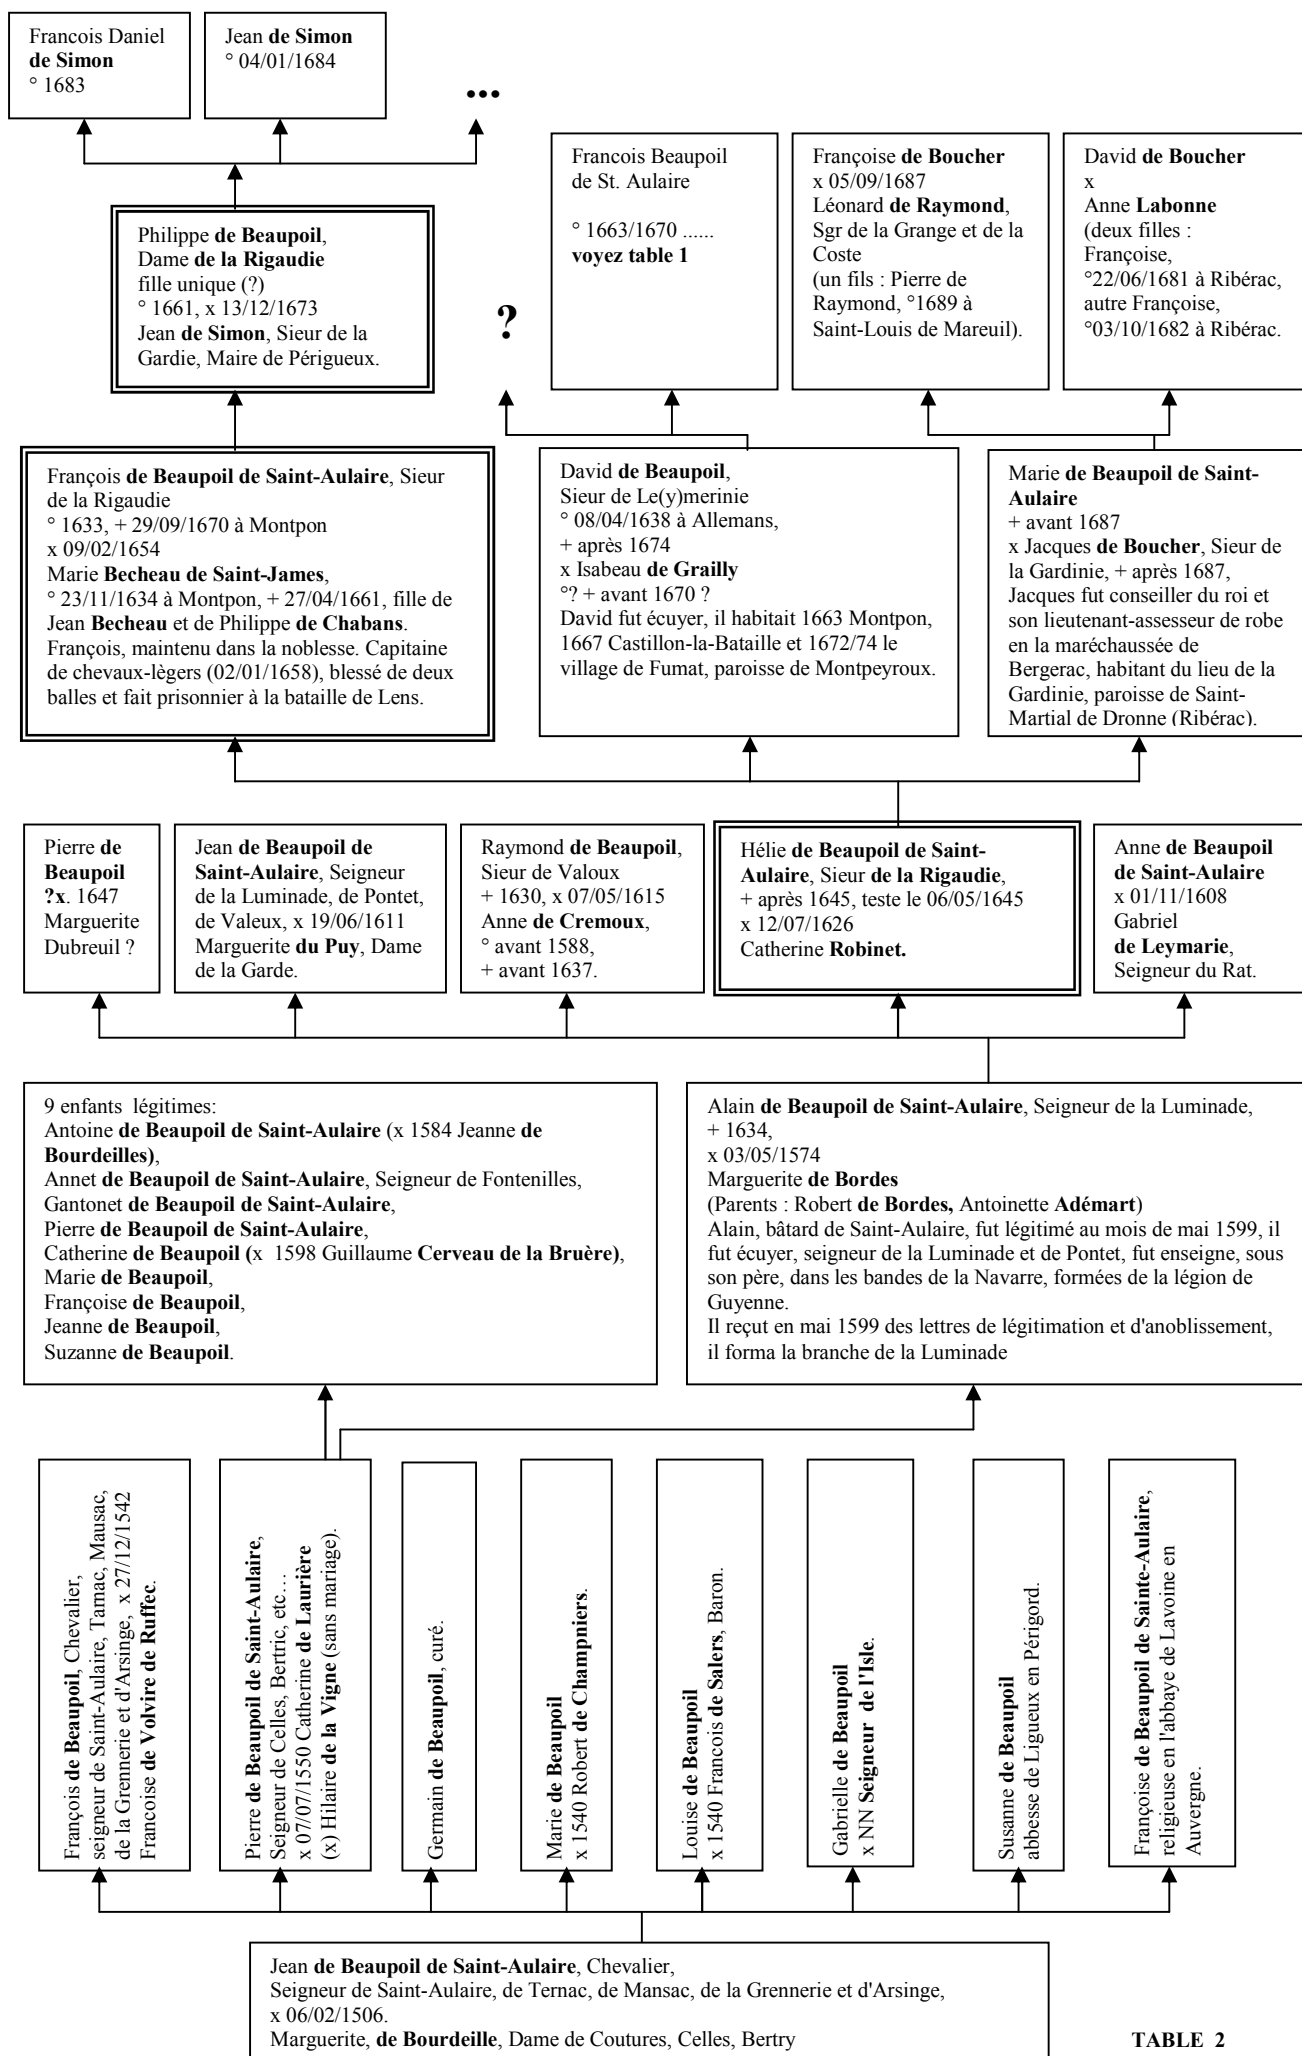 Francois Daniel
de Simon
° 1683
Jean de Simon
° 04/01/1684
...
Philippe de Beaupoil,
Dame de la Rigaudie
fille unique (?)
° 1661, x 13/12/1673
Jean de Simon, Sieur de la
Gardie, Maire de Périgueux.
?
Francois Beaupoil
de St. Aulaire
° 1663/1670 ......
voyez table 1
Françoise de Boucher
x 05/09/1687
Léonard de Raymond,
Sgr de la Grange et de la
Coste
(un fils : Pierre de
Raymond, °1689 à
Saint-Louis de Mareuil).
David de Boucher
x
Anne Labonne
(deux filles :
Françoise,
°22/06/1681 à Ribérac,
autre Françoise,
°03/10/1682 à Ribérac.
François de Beaupoil de Saint-Aulaire, Sieur
de la Rigaudie
° 1633, + 29/09/1670 à Montpon
x 09/02/1654
Marie Becheau de Saint-James,
° 23/11/1634 à Montpon, + 27/04/1661, fille de
Jean Becheau et de Philippe de Chabans.
François, maintenu dans la noblesse. Capitaine
de chevaux-lègers (02/01/1658), blessé de deux
balles et fait prisonnier à la bataille de Lens.
David de Beaupoil,
Sieur de Le(y)merinie
° 08/04/1638 à Allemans,
+ après 1674
x Isabeau de Grailly
°? + avant 1670 ?
David fut écuyer, il habitait 1663 Montpon,
1667 Castillon-la-Bataille et 1672/74 le
village de Fumat, paroisse de Montpeyroux.
Marie de Beaupoil de Saint-
Aulaire
+ avant 1687
x Jacques de Boucher, Sieur de
la Gardinie, + après 1687,
Jacques fut conseiller du roi et
son lieutenant-assesseur de robe
en la maréchaussée de
Bergerac, habitant du lieu de la
Gardinie, paroisse de Saint-
Martial de Dronne (Ribérac).
Pierre de
Beaupoil
?x. 1647
Marguerite
Dubreuil ?
Jean de Beaupoil de
Saint-Aulaire, Seigneur
de la Luminade, de Pontet,
de Valeux, x 19/06/1611
Marguerite du Puy, Dame
de la Garde.
Raymond de Beaupoil,
Sieur de Valoux
+ 1630, x 07/05/1615
Anne de Cremoux,
° avant 1588,
+ avant 1637.
Hélie de Beaupoil de Saint-
Aulaire, Sieur de la Rigaudie,
+ après 1645, teste le 06/05/1645
x 12/07/1626
Catherine Robinet.
Anne de Beaupoil
de Saint-Aulaire
x 01/11/1608
Gabriel
de Leymarie,
Seigneur du Rat.
9 enfants légitimes:
Antoine de Beaupoil de Saint-Aulaire (x 1584 Jeanne de
Bourdeilles),
Annet de Beaupoil de Saint-Aulaire, Seigneur de Fontenilles,
Gantonet de Beaupoil de Saint-Aulaire,
Pierre de Beaupoil de Saint-Aulaire,
Catherine de Beaupoil (x 1598 Guillaume Cerveau de la Bruère),
Marie de Beaupoil,
Françoise de Beaupoil,
Jeanne de Beaupoil,
Suzanne de Beaupoil.
Alain de Beaupoil de Saint-Aulaire, Seigneur de la Luminade,
+ 1634,
x 03/05/1574
Marguerite de Bordes
(Parents : Robert de Bordes, Antoinette Adémart)
Alain, bâtard de Saint-Aulaire, fut légitimé au mois de mai 1599, il
fut écuyer, seigneur de la Luminade et de Pontet, fut enseigne, sous
son père, dans les bandes de la Navarre, formées de la légion de
Guyenne.
Il reçut en mai 1599 des lettres de légitimation et d'anoblissement,
il forma la branche de la Luminade
François de Beaupoil, Chevalier,
seigneur de Saint-Aulaire, Tarnac, Mausac,
de la Grennerie et d'Arsinge, x 27/12/1542
Francoise de Volvire de Ruffec.
Pierre de Beaupoil de Saint-Aulaire,
Seigneur de Celles, Bertric, etc…
x 07/07/1550 Catherine de Laurière
(x) Hilaire de la Vigne (sans mariage).
Germain de Beaupoil, curé.
Marie de Beaupoil
x 1540 Robert de Champniers.
Louise de Beaupoil
x 1540 Francois de Salers, Baron.
Gabrielle de Beaupoil
x NN Seigneur de l'Isle.
Susanne de Beaupoil
abbesse de Ligueux en Périgord.
Françoise de Beaupoil de Sainte-Aulaire,
religieuse en l'abbaye de Lavoine en
Auvergne.
Jean de Beaupoil de Saint-Aulaire, Chevalier,
Seigneur de Saint-Aulaire, de Ternac, de Mansac, de la Grennerie et d'Arsinge,
x 06/02/1506.
Marguerite, de Bourdeille, Dame de Coutures, Celles, Bertry
TABLE 2